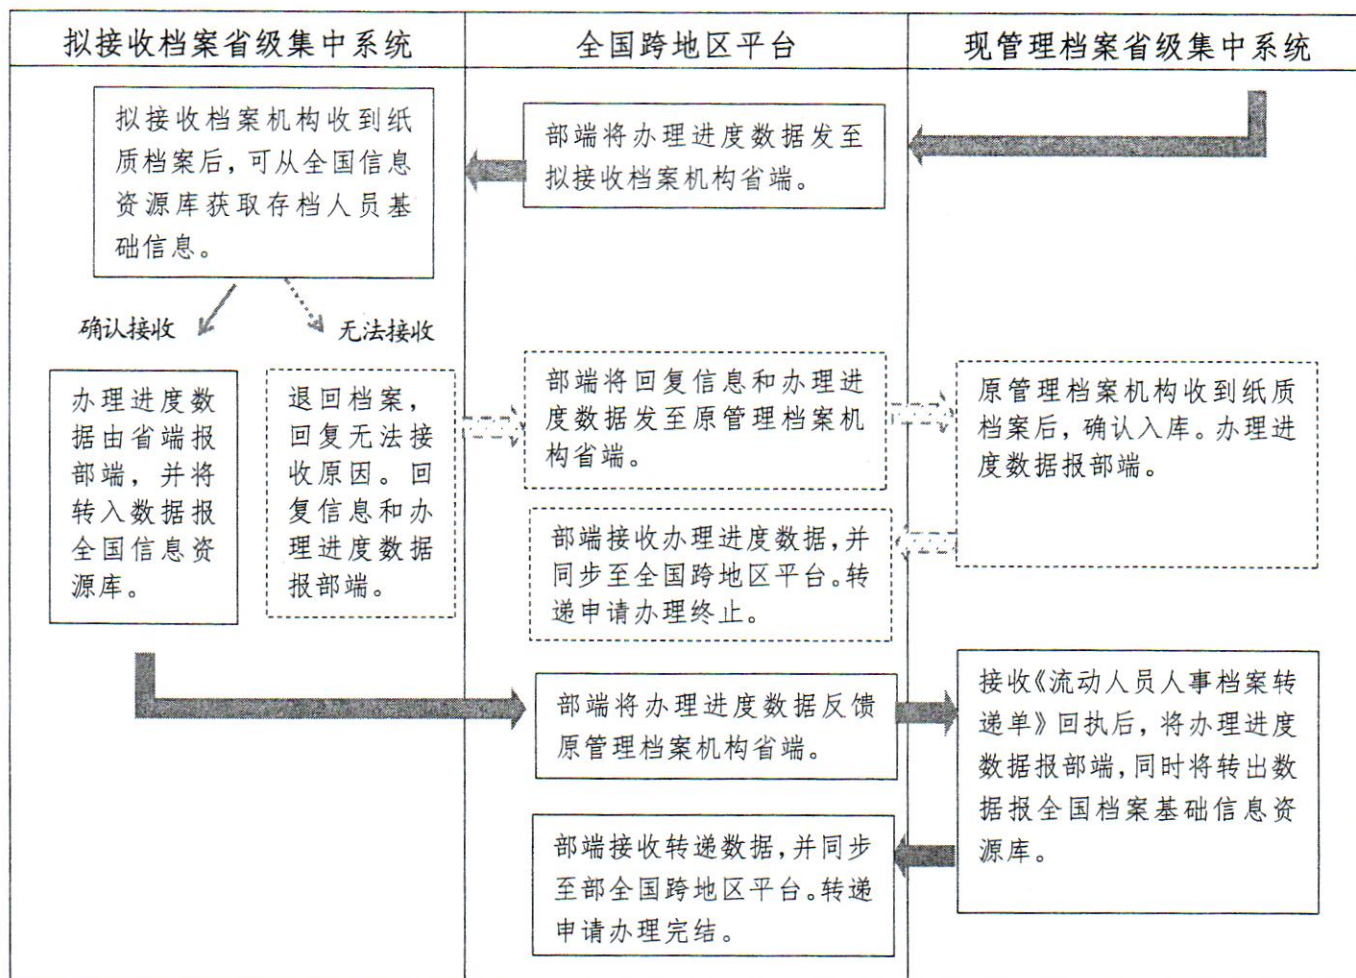 拟接收档案省级集中系统
全国跨地区平台
现管理档案省级集中系统
拟接收档案机构收到纸
质档案后,可从全国信息
资源库获取存档人员基
础信息。
部端将办理进度数据发至
拟接收档案机构省端。
确认接收
无法接收
办理进度数
据由省端报
部端,并将
转入数据报
全国信息资
源库。
退回档案,
回复无法接
收原因。回
复信息和办
理进度数据
报部端。
部端将回复信息和办理进
度数据发至原管理档案机
构省端。
原管理档案机构收到纸质
档案后,确认入库。办理进
度数据报部端。
部端接收办理进度数据,并
同步至全国跨地区平台。转
递申请办理终止。
部端将办理进度数据反馈
原管理档案机构省端。
接收《流动人员人事档案转
递单》回执后,将办理进度
数据报部端,同时将转出数
据报全国档案基础信息资
源库。
部端接收转递数据,并同步
至部全国跨地区平台。转递
申请办理完结。